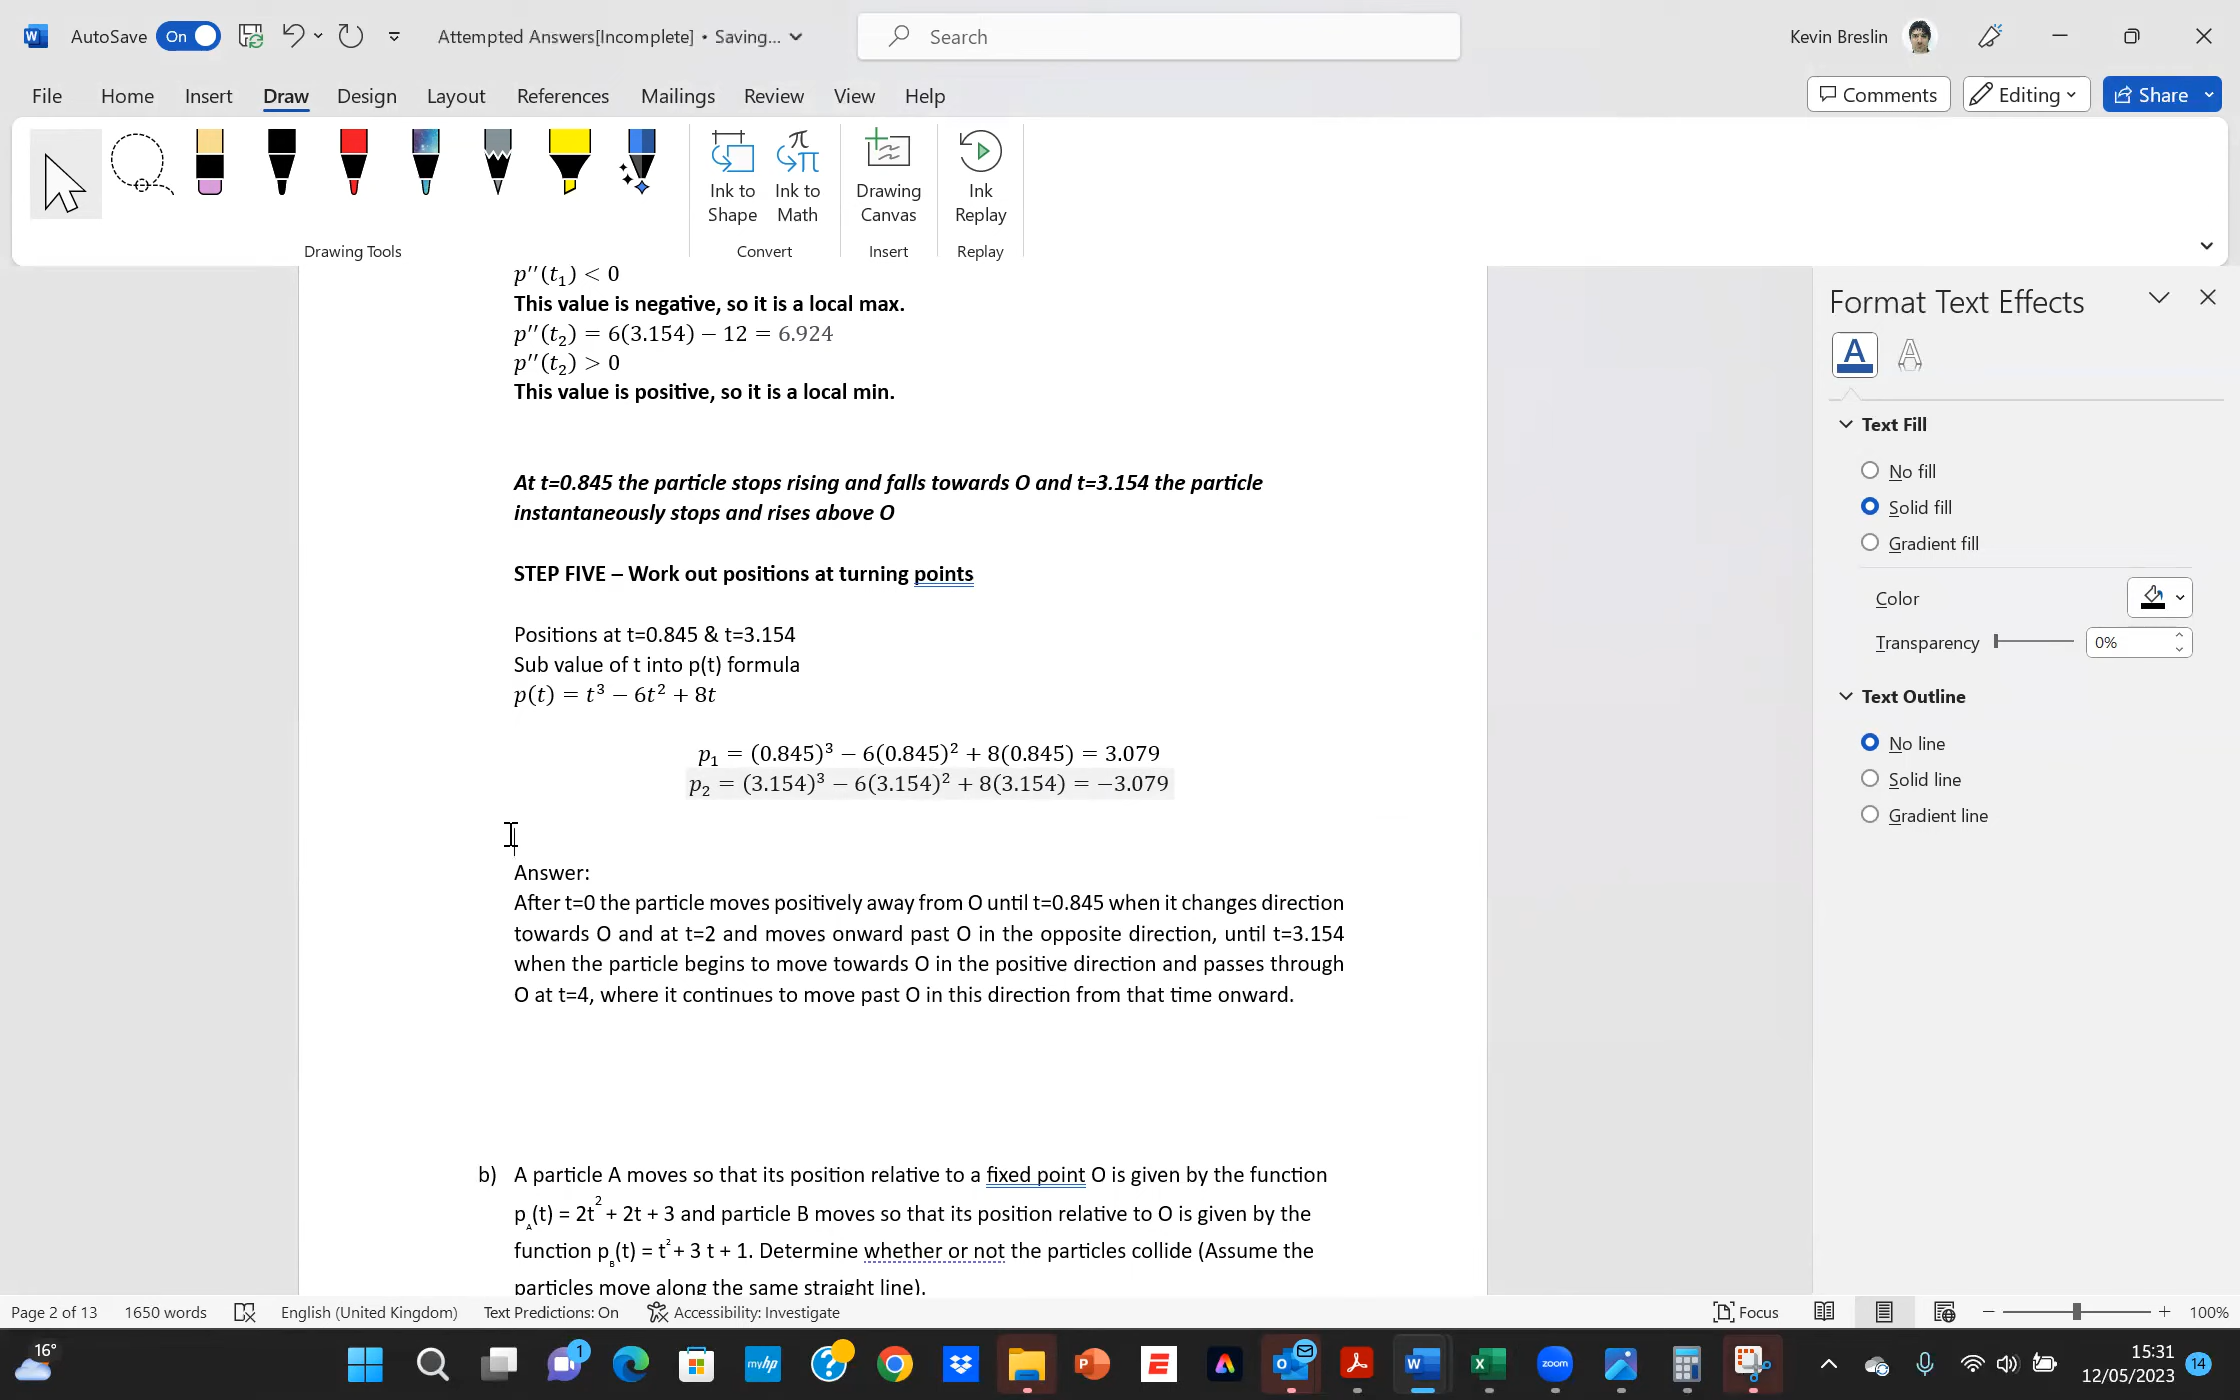 AutoSave On Attempted Answers[Incomplete] • Saving... Search Kevin Breslin
File Home Insert Draw Design Layout References Mailings Review View Help Comments Editing Share
Ink to Shape
Ink to Math
Drawing Canvas
Ink Replay
Drawing Tools Convert Insert Replay
p′′(t₁) < 0
This value is negative, so it is a local max.
p′′(t₂) = 6(3.154) − 12 = 6.924
p′′(t₂) > 0
This value is positive, so it is a local min.
At t=0.845 the particle stops rising and falls towards O and t=3.154 the particle
instantaneously stops and rises above O
STEP FIVE – Work out positions at turning points
Positions at t=0.845 & t=3.154
Sub value of t into p(t) formula
p(t) = t³ − 6t² + 8t
p₁ = (0.845)³ − 6(0.845)² + 8(0.845) = 3.079
p₂ = (3.154)³ − 6(3.154)² + 8(3.154) = −3.079
Answer:
After t=0 the particle moves positively away from O until t=0.845 when it changes direction
towards O and at t=2 and moves onward past O in the opposite direction, until t=3.154
when the particle begins to move towards O in the positive direction and passes through
O at t=4, where it continues to move past O in this direction from that time onward.
b) A particle A moves so that its position relative to a fixed point O is given by the function
p_A(t) = 2t² + 2t + 3 and particle B moves so that its position relative to O is given by the
function p_B(t) = t² + 3 t + 1. Determine whether or not the particles collide (Assume the
particles move along the same straight line).
Format Text Effects
Text Fill
No fill
Solid fill
Gradient fill
Color
Transparency 0%
Text Outline
No line
Solid line
Gradient line
Page 2 of 13 1650 words English (United Kingdom) Text Predictions: On Accessibility: Investigate Focus 100%
16°
1
myhp
zoom
15:31
12/05/2023
14